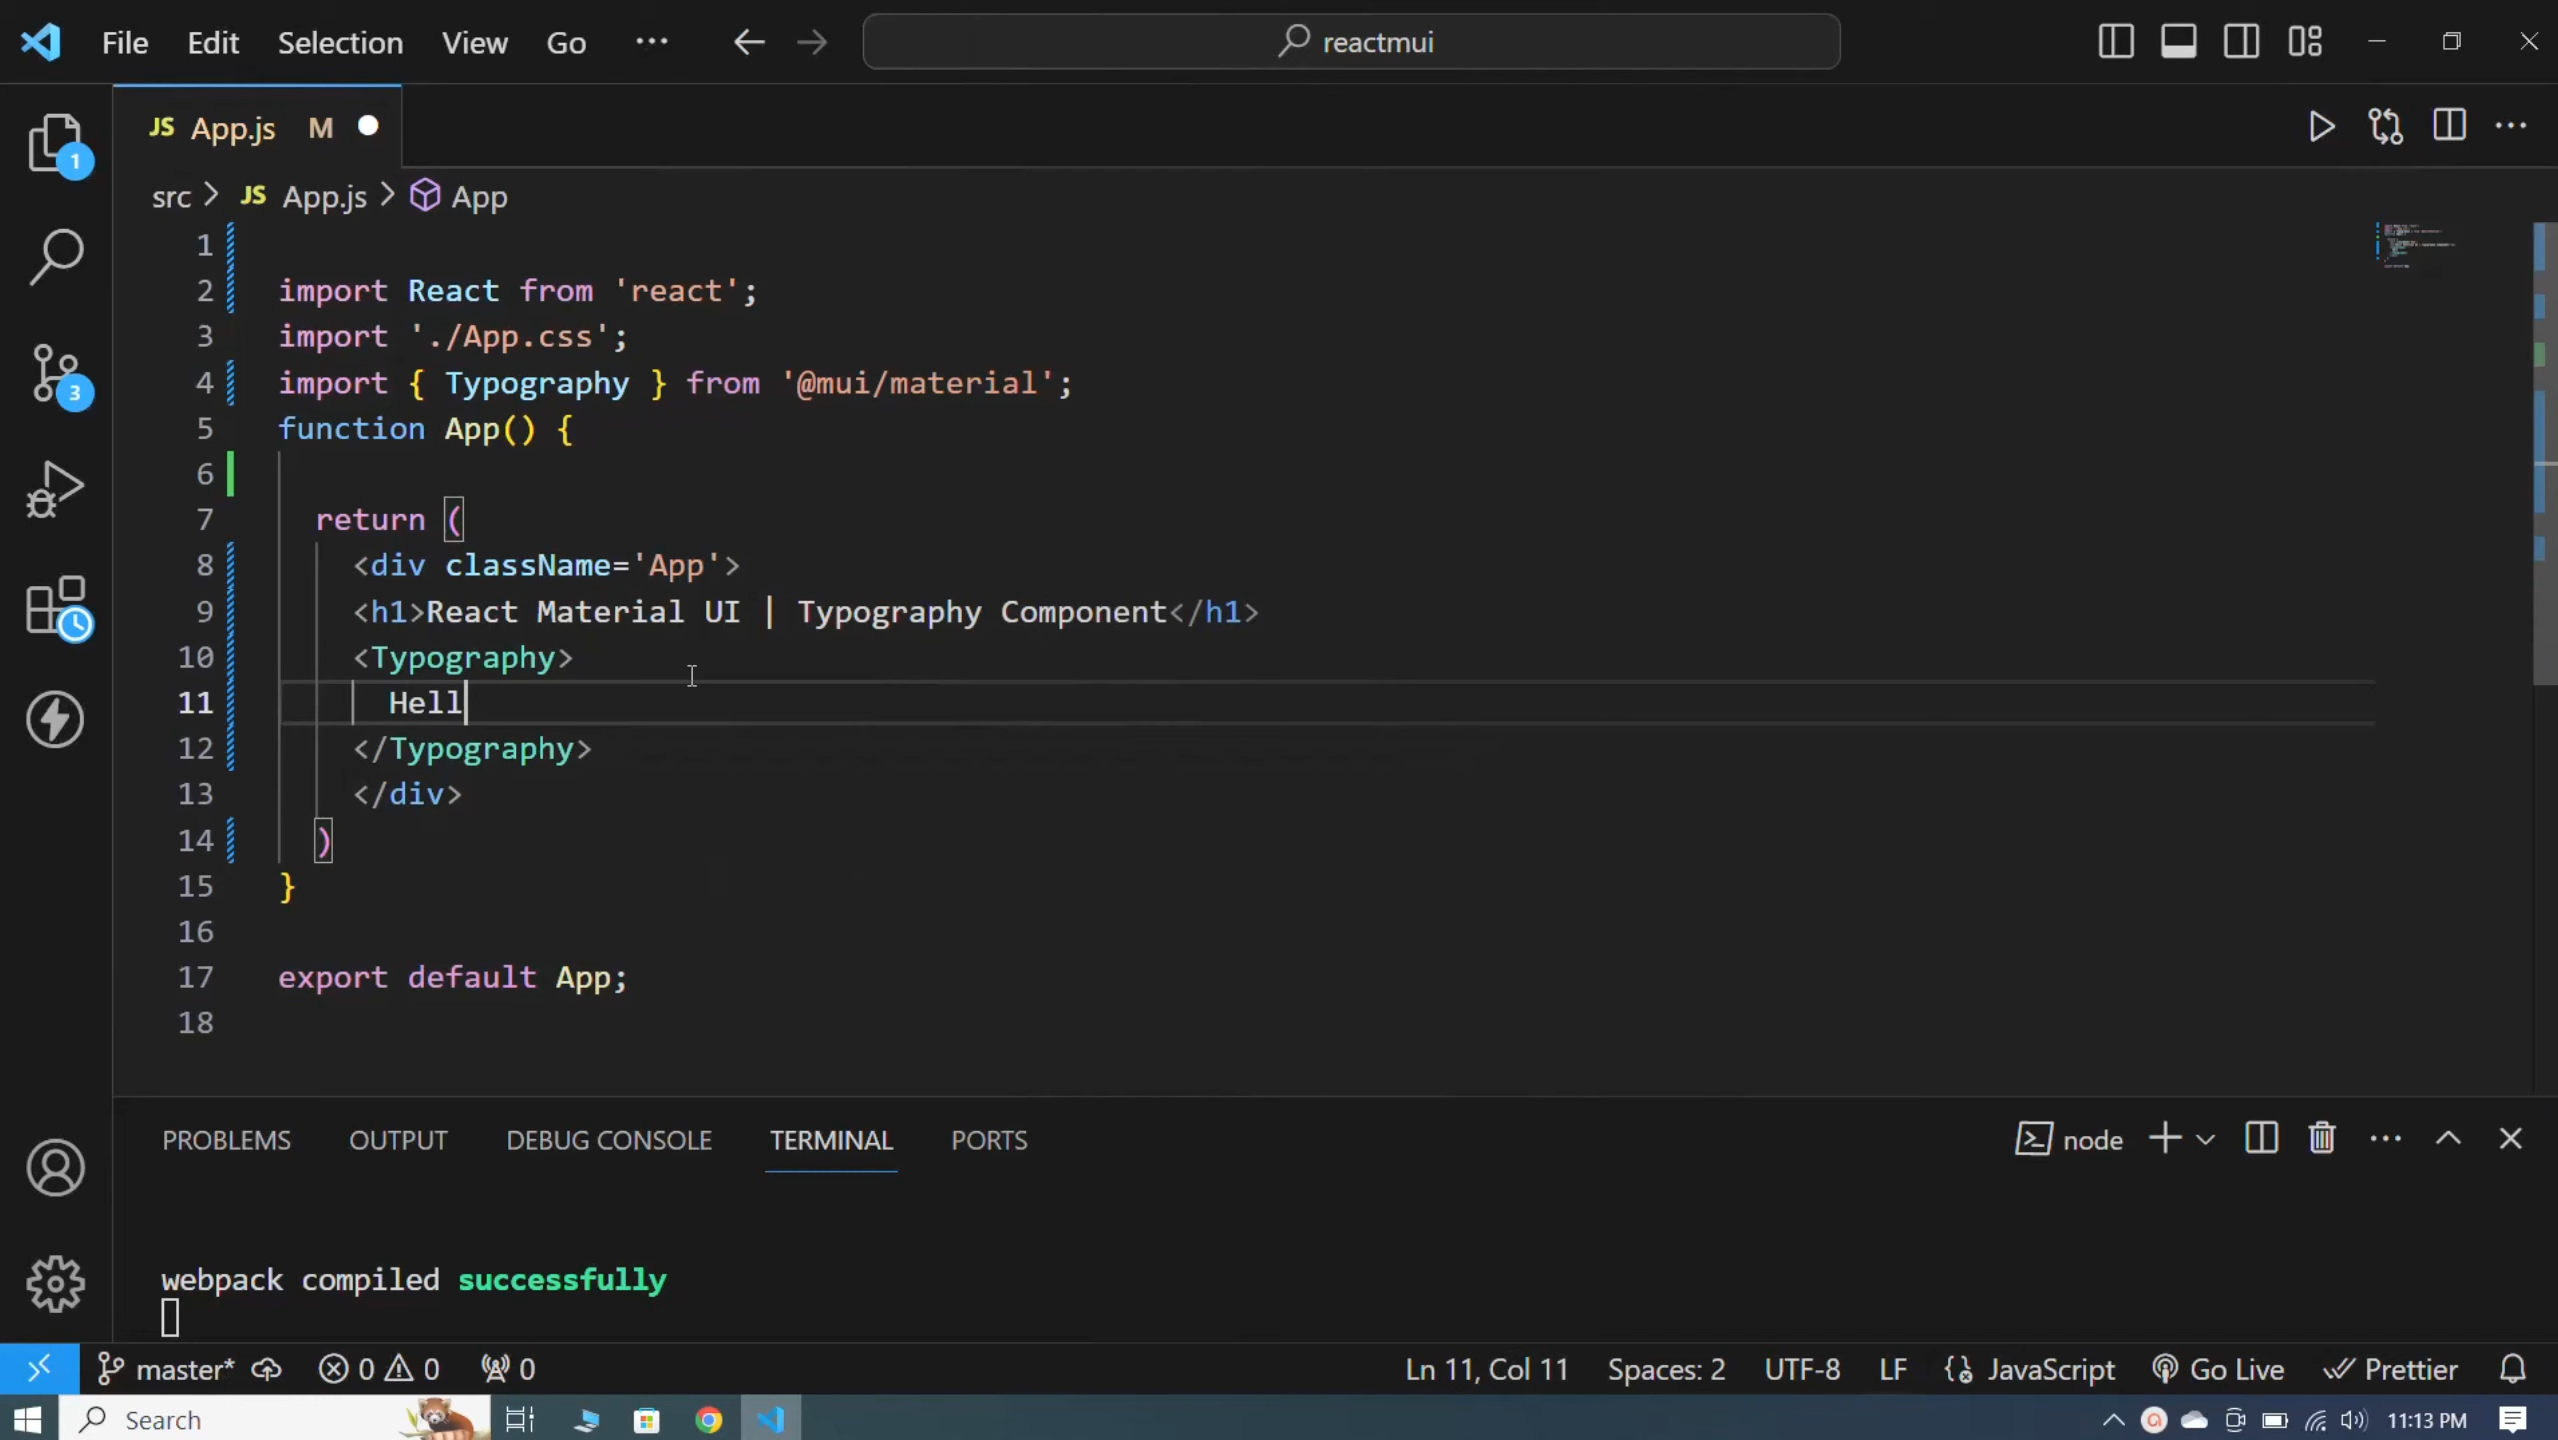 File Edit Selection View Go ... reactmui
JS App.js M
1
src > JS App.js > App
1
2 import React from 'react';
3 import './App.css';
4 import { Typography } from '@mui/material';
5 function App() {
6
7 return (
8 <div className='App'>
9 <h1>React Material UI | Typography Component</h1>
10 <Typography>
11 Hell
12 </Typography>
13 </div>
14 )
15 }
16
17 export default App;
18
3
PROBLEMS OUTPUT DEBUG CONSOLE TERMINAL PORTS node
webpack compiled successfully
master* 0 0 0 Ln 11, Col 11 Spaces: 2 UTF-8 LF JavaScript Go Live Prettier
Search 11:13 PM